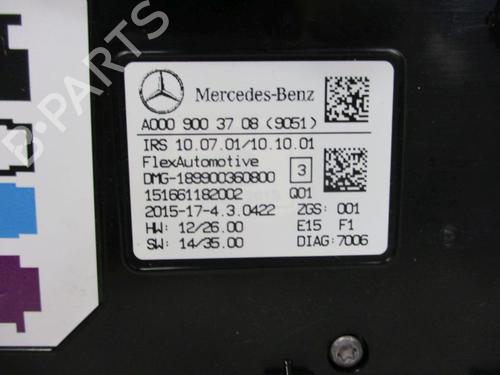 B-PARTS
Mercedes-Benz
A000 900 37 08 (9051)
IRS 10.07.01/10.10.01
FlexAutomotive
DMG-189900360800
3
151661182002
Q01
2015-17-4.3.0422
ZGS: 001
HW: 12/26.00
E15 F1
SW: 14/35.00
DIAG:7006